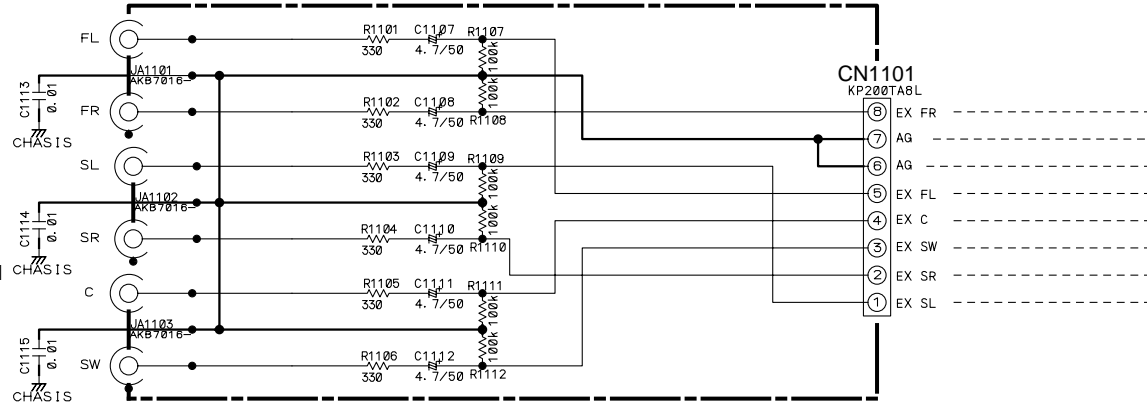 FL
R1101
C1107
R1107
330
4.7/50
100k
JA1101
AKB7016-
C1113
0.01
100k
FR
R1102
C1108
R1108
330
4.7/50
CHASIS
CN1101
KP200TA8L
8 EX FR
7 AG
6 AG
5 EX FL
4 EX C
3 EX SW
2 EX SR
1 EX SL
SL
R1103
C1109
R1109
330
4.7/50
100k
JA1102
AKB7016-
C1114
0.01
100k
SR
R1104
C1110
R1110
330
4.7/50
CHASIS
C
R1105
C1111
R1111
330
4.7/50
100k
JA1103
AKB7016-
C1115
0.01
100k
SW
R1106
C1112
R1112
330
4.7/50
CHASIS